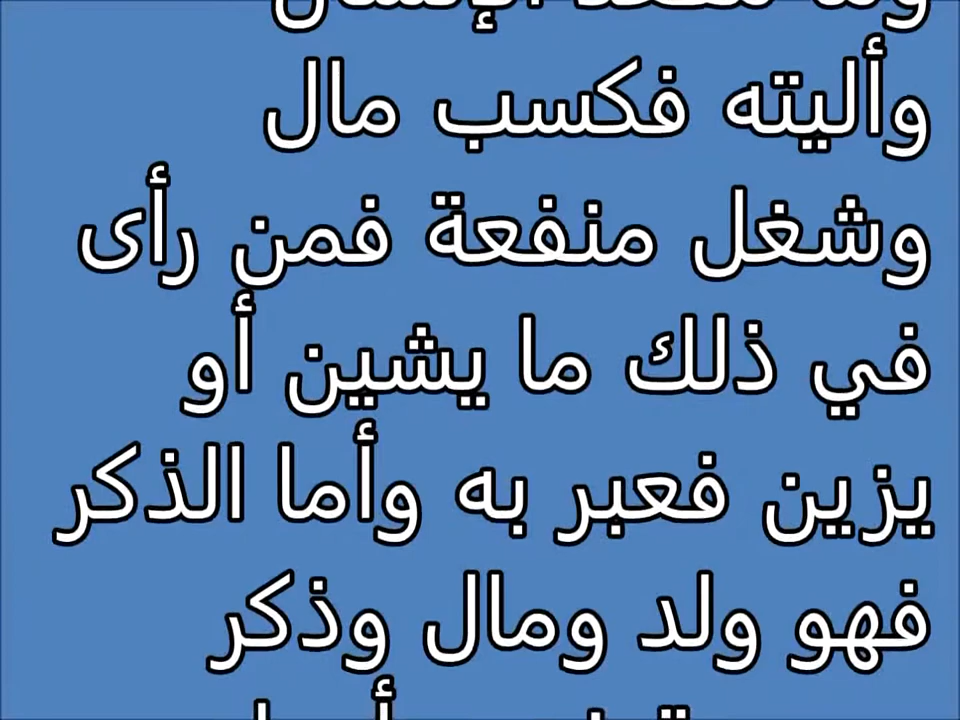 وأليته فكسب مال
وشغل منفعة فمن رأى
في ذلك ما يشين أو
يزين فعبر به وأما الذكر
فهو ولد ومال وذكر